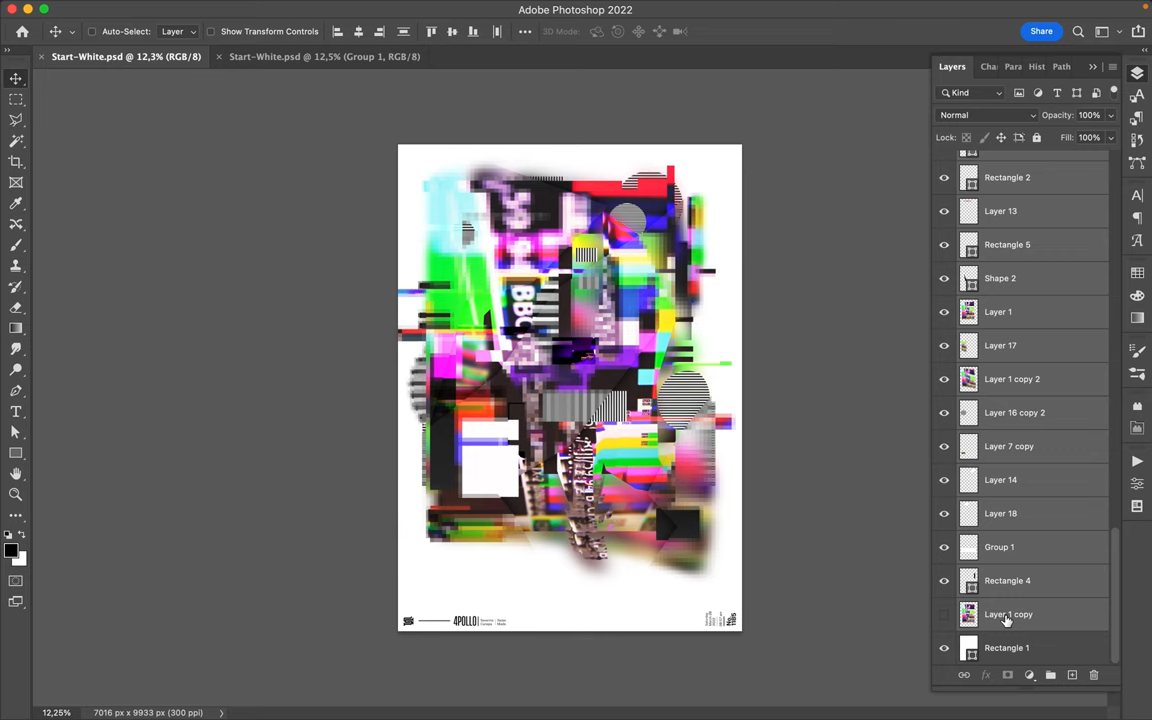 Adobe Photoshop 2022
Auto-Select:
Layer
Show Transform Controls
3D Mode:
Share
Start-White.psd @ 12,3% (RGB/8)
Start-White.psd @ 12,5% (Group 1, RGB/8)
Layers
Cha
Para
Hist
Path
Kind
Normal
Opacity: 100%
Lock:
Fill: 100%
Rectangle 2
Layer 13
Rectangle 5
Shape 2
Layer 1
Layer 17
Layer 1 copy 2
Layer 16 copy 2
Layer 7 copy
Layer 14
Layer 18
Group 1
Rectangle 4
Layer 1 copy
Rectangle 1
BBC
4POLLO
No. 1185
12,25%
7016 px x 9933 px (300 ppi)